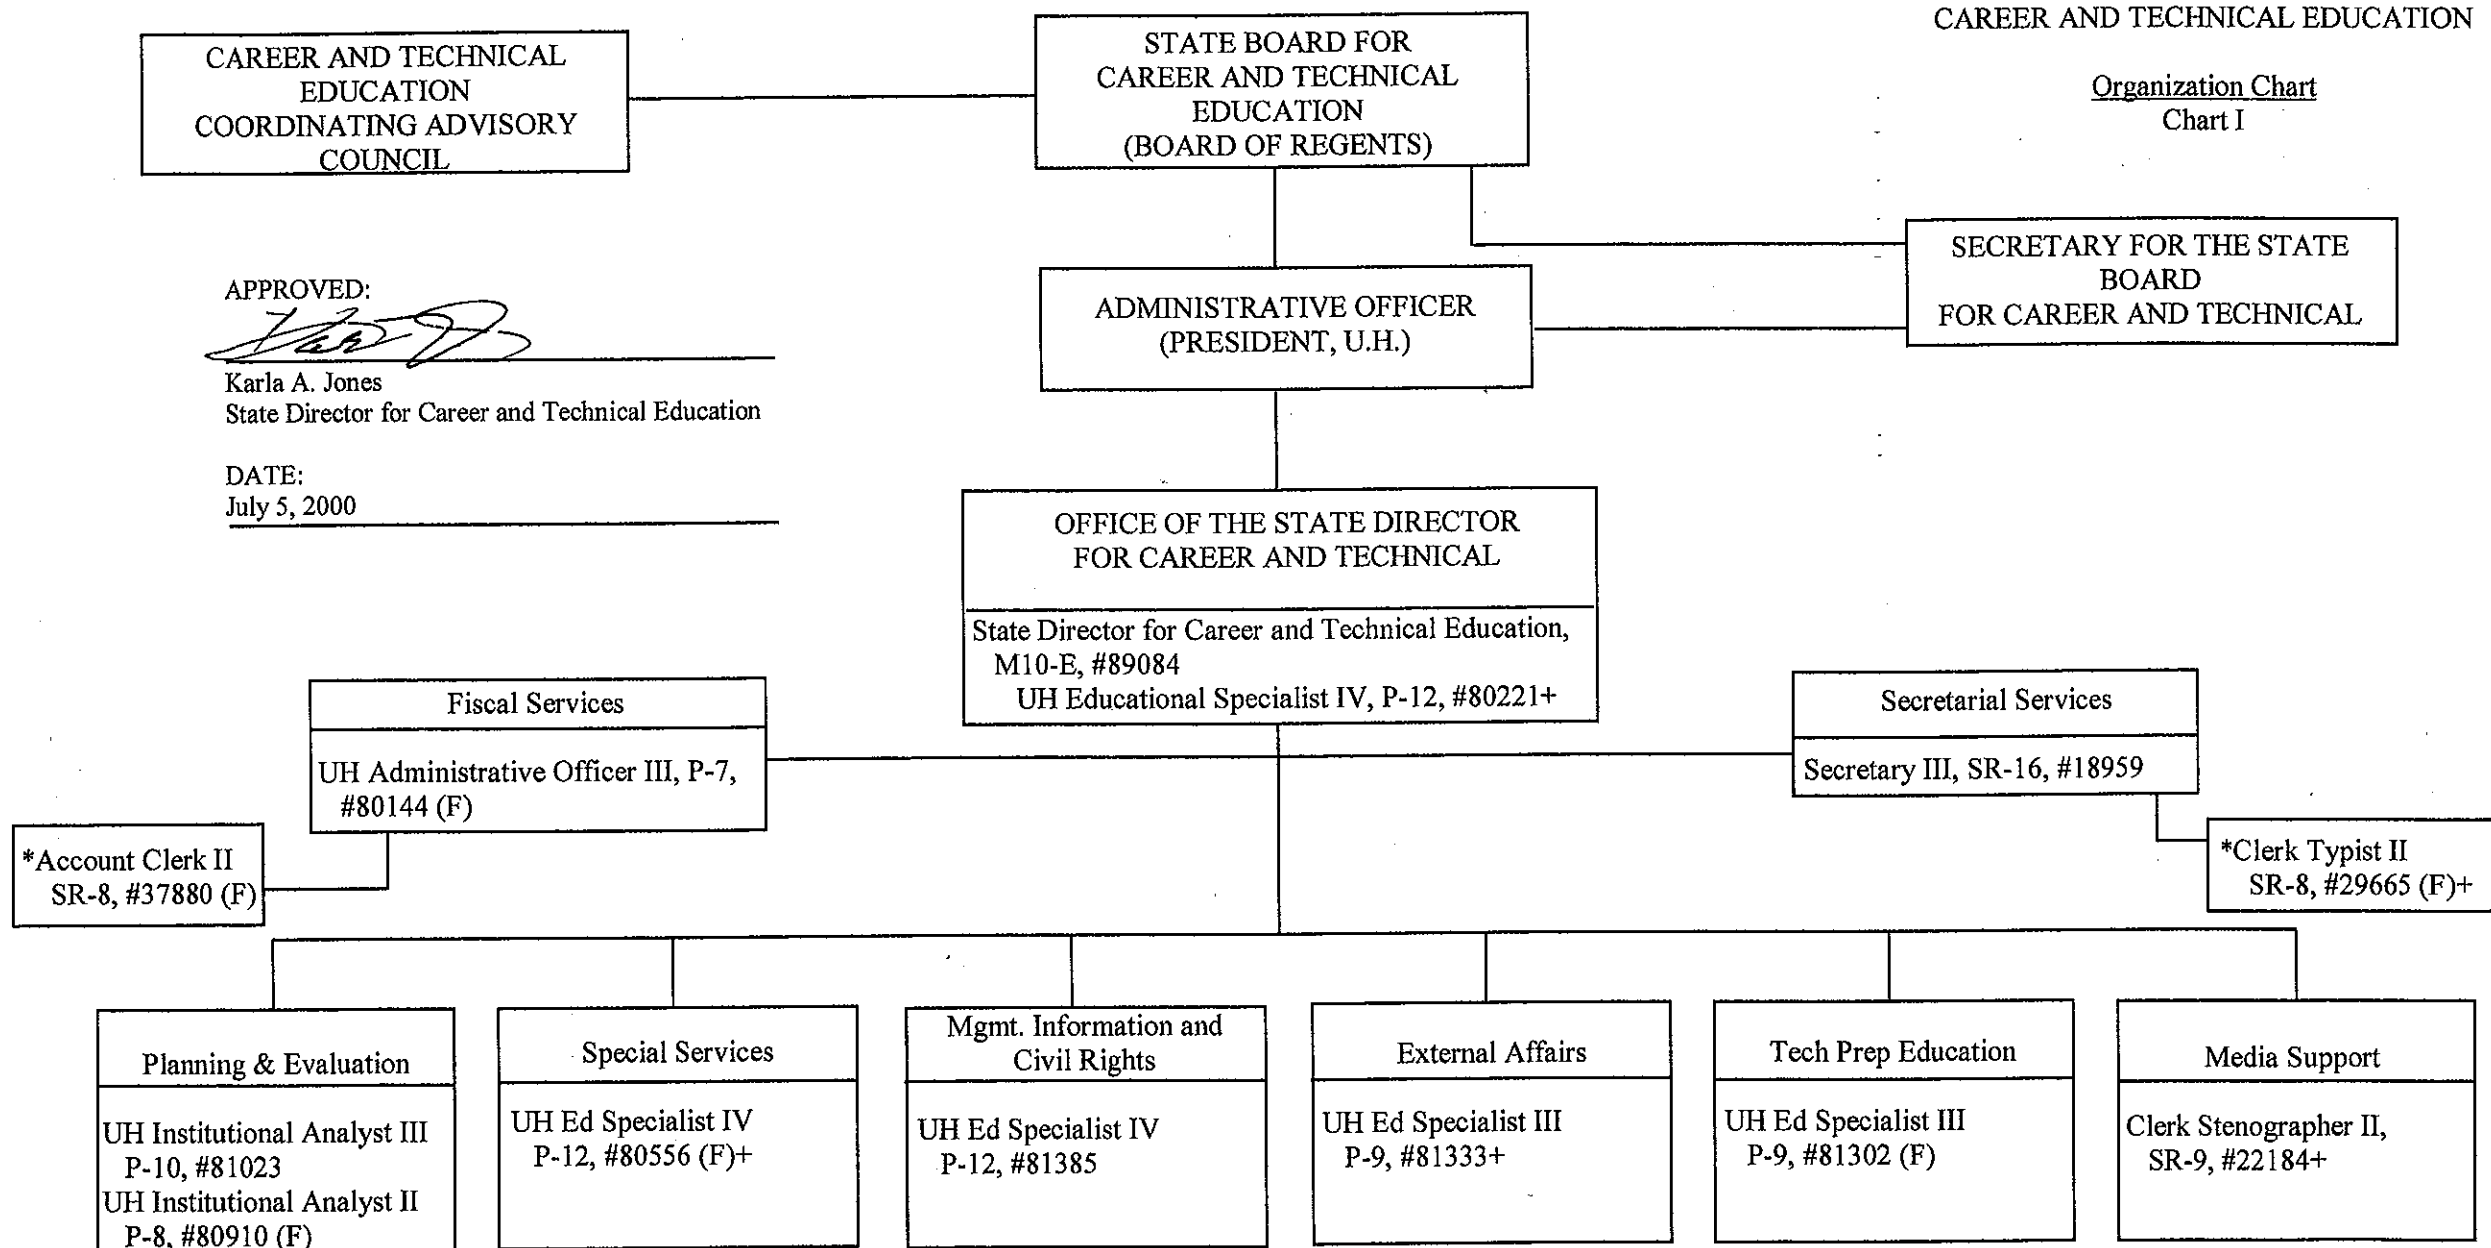 CAREER AND TECHNICAL EDUCATION
Organization Chart
Chart I
CAREER AND TECHNICAL
EDUCATION
COORDINATING ADVISORY
COUNCIL
STATE BOARD FOR
CAREER AND TECHNICAL
EDUCATION
(BOARD OF REGENTS)
SECRETARY FOR THE STATE
BOARD
FOR CAREER AND TECHNICAL
ADMINISTRATIVE OFFICER
(PRESIDENT, U.H.)
APPROVED:
Karla A. Jones
State Director for Career and Technical Education
DATE:
July 5, 2000
OFFICE OF THE STATE DIRECTOR
FOR CAREER AND TECHNICAL
State Director for Career and Technical Education,
M10-E, #89084
UH Educational Specialist IV, P-12, #80221+
Fiscal Services
UH Administrative Officer III, P-7,
#80144 (F)
Secretarial Services
Secretary III, SR-16, #18959
*Account Clerk II
SR-8, #37880 (F)
*Clerk Typist II
SR-8, #29665 (F)+
Planning & Evaluation
UH Institutional Analyst III
P-10, #81023
UH Institutional Analyst II
P-8, #80910 (F)
Special Services
UH Ed Specialist IV
P-12, #80556 (F)+
Mgmt. Information and
Civil Rights
UH Ed Specialist IV
P-12, #81385
External Affairs
UH Ed Specialist III
P-9, #81333+
Tech Prep Education
UH Ed Specialist III
P-9, #81302 (F)
Media Support
Clerk Stenographer II,
SR-9, #22184+